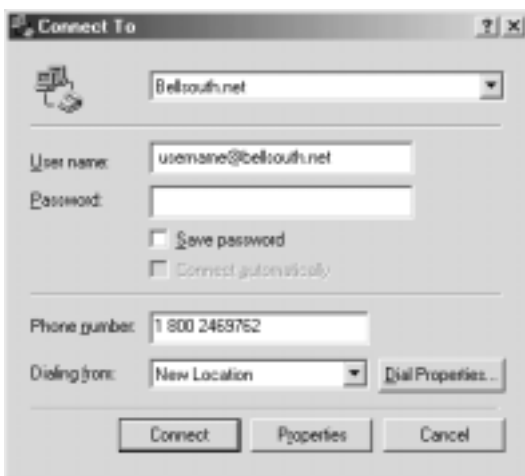 Connect To
Bellsouth.net
User name: username@bellsouth.net
Password:
Save password
Connect automatically
Phone number: 1 800 2469762
Dialing from: New Location Dial Properties...
Connect Properties Cancel